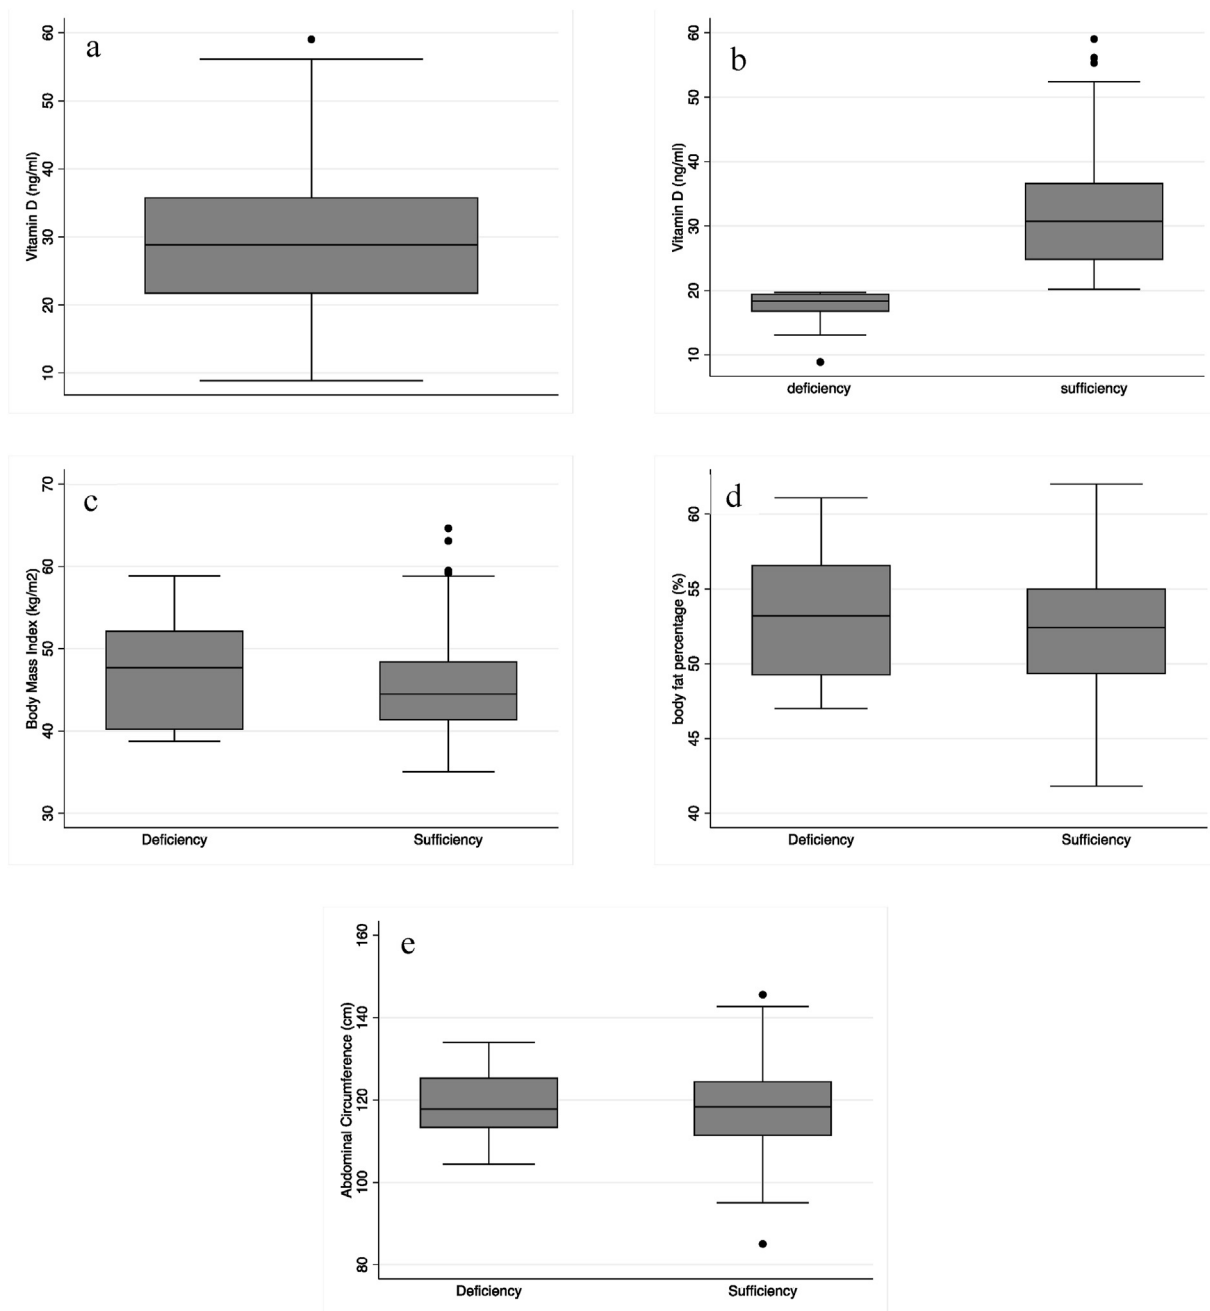 a
Vitamin D (ng/ml)
60
50
40
30
20
10
b
Vitamin D (ng/ml)
60
50
40
30
20
10
deficiency sufficiency
c
Body Mass Index (kg/m2)
70
60
50
40
30
Deficiency Sufficiency
d
body fat percentage (%)
60
55
50
45
40
Deficiency Sufficiency
e
Abdominal Circumference (cm)
160
140
120
100
80
Deficiency Sufficiency